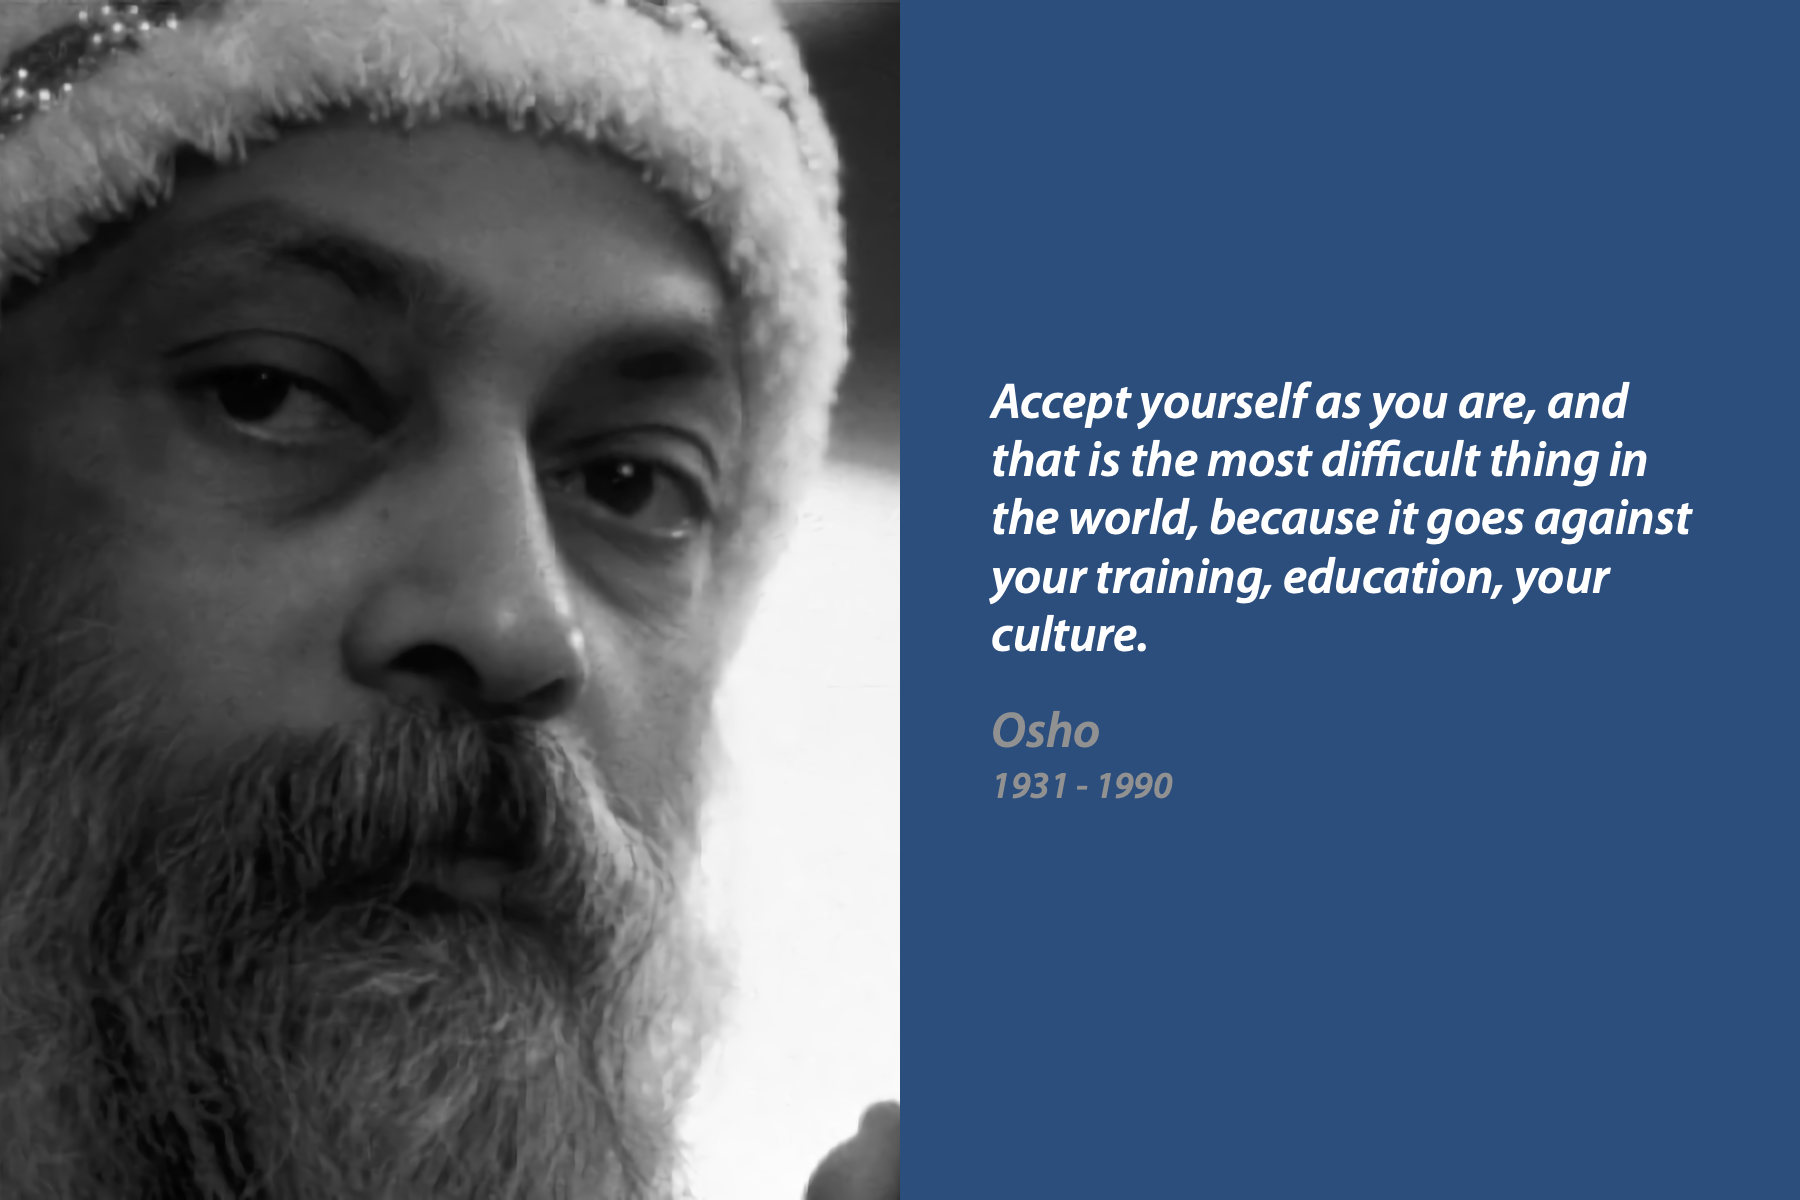 Accept yourself as you are, and
that is the most difficult thing in
the world, because it goes against
your training, education, your
culture.
Osho
1931 - 1990